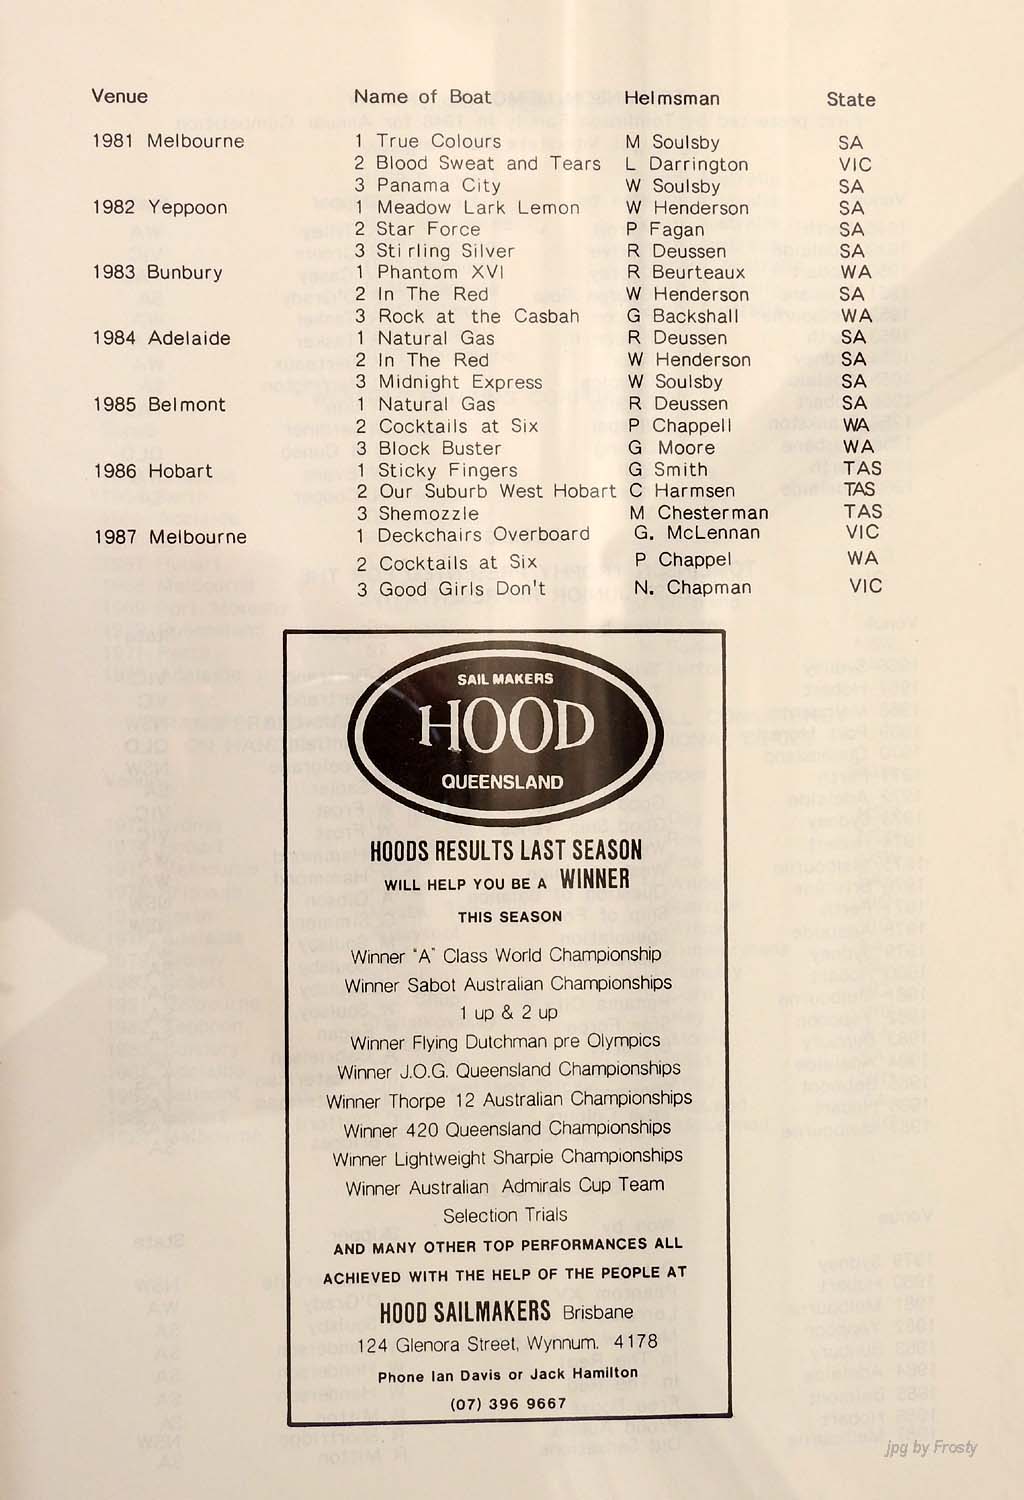 Venue Name of Boat Helmsman State
1981 Melbourne 1 True Colours M Soulsby SA
2 Blood Sweat and Tears L Darrington VIC
3 Panama City W Soulsby SA
1982 Yeppoon 1 Meadow Lark Lemon W Henderson SA
2 Star Force P Fagan SA
3 Stirling Silver R Deussen SA
1983 Bunbury 1 Phantom XVI R Beurteaux WA
2 In The Red W Henderson SA
3 Rock at the Casbah G Backshall WA
1984 Adelaide 1 Natural Gas R Deussen SA
2 In The Red W Henderson SA
3 Midnight Express W Soulsby SA
1985 Belmont 1 Natural Gas R Deussen SA
2 Cocktails at Six P Chappell WA
3 Block Buster G Moore WA
1986 Hobart 1 Sticky Fingers G Smith TAS
2 Our Suburb West Hobart C Harmsen TAS
3 Shemozzle M Chesterman TAS
1987 Melbourne 1 Deckchairs Overboard G. McLennan VIC
2 Cocktails at Six P Chappel WA
3 Good Girls Don't N. Chapman VIC
SAIL MAKERS
HOOD
QUEENSLAND
HOODS RESULTS LAST SEASON
WILL HELP YOU BE A WINNER
THIS SEASON
Winner "A" Class World Championship
Winner Sabot Australian Championships
1 up & 2 up
Winner Flying Dutchman pre Olympics
Winner J.O.G. Queensland Championships
Winner Thorpe 12 Australian Championships
Winner 420 Queensland Championships
Winner Lightweight Sharpie Championships
Winner Australian Admirals Cup Team
Selection Trials
AND MANY OTHER TOP PERFORMANCES ALL
ACHIEVED WITH THE HELP OF THE PEOPLE AT
HOOD SAILMAKERS Brisbane
124 Glenora Street, Wynnum. 4178
Phone Ian Davis or Jack Hamilton
(07) 396 9667
jpg by Frosty